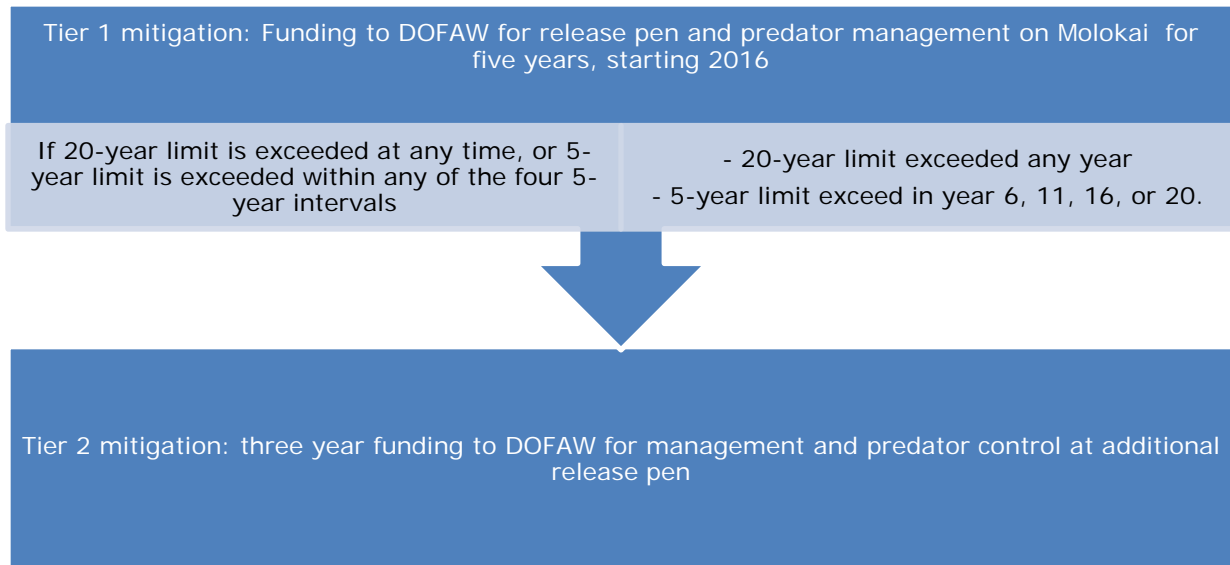 Tier 1 mitigation: Funding to DOFAW for release pen and predator management on Molokai for
five years, starting 2016
If 20-year limit is exceeded at any time, or 5-
year limit is exceeded within any of the four 5-
year intervals
- 20-year limit exceeded any year
- 5-year limit exceed in year 6, 11, 16, or 20.
Tier 2 mitigation: three year funding to DOFAW for management and predator control at additional
release pen